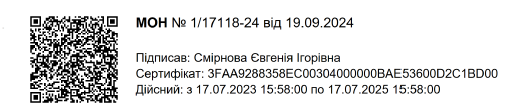 МОН № 1/17118-24 від 19.09.2024
Підписав: Смірнова Євгенія Ігорівна
Сертифікат: 3FAA9288358EC00304000000BAE53600D2C1BD00
Дійсний: з 17.07.2023 15:58:00 по 17.07.2025 15:58:00